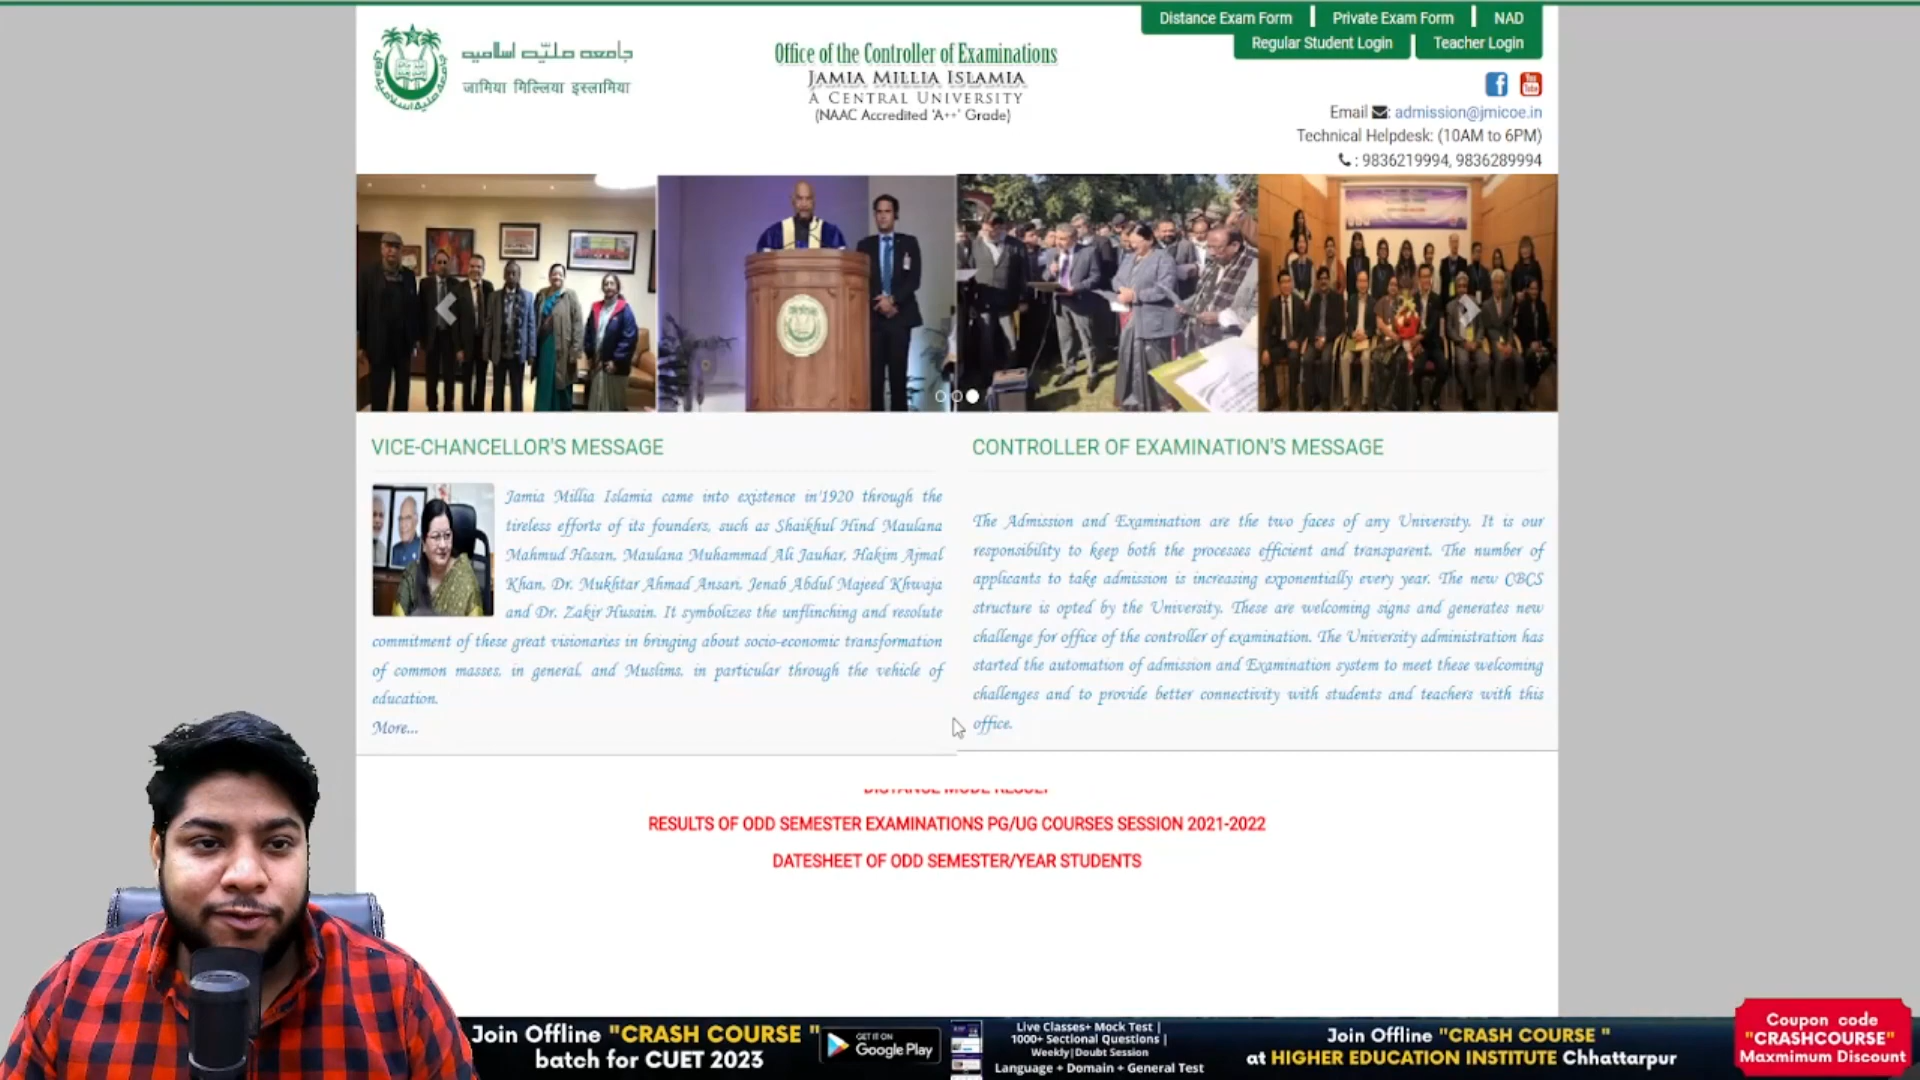 Distance Exam Form
Private Exam Form
NAD
Regular Student Login
Teacher Login
جامعہ ملیّہ اسلامیہ
जामिया मिल्लिया इस्लामिया
Office of the Controller of Examinations
JAMIA MILLIA ISLAMIA
A CENTRAL UNIVERSITY
(NAAC Accredited 'A++' Grade)
Email : admission@jmicoe.in
Technical Helpdesk: (10AM to 6PM)
: 9836219994, 9836289994
VICE-CHANCELLOR'S MESSAGE
Jamia Millia Islamia came into existence in'1920 through the
tireless efforts of its founders, such as Shaikhul Hind Maulana
Mahmud Hasan, Maulana Muhammad Ali Jauhar, Hakim Ajmal
Khan, Dr. Mukhtar Ahmad Ansari, Jenab Abdul Majeed Khwaja
and Dr. Zakir Husain. It symbolizes the unflinching and resolute
commitment of these great visionaries in bringing about socio-economic transformation
of common masses, in general, and Muslims, in particular through the vehicle of
education.
More...
CONTROLLER OF EXAMINATION'S MESSAGE
The Admission and Examination are the two faces of any University. It is our
responsibility to keep both the processes efficient and transparent. The number of
applicants to take admission is increasing exponentially every year. The new CBCS
structure is opted by the University. These are welcoming signs and generates new
challenge for office of the controller of examination. The University administration has
started the automation of admission and Examination system to meet these welcoming
challenges and to provide better connectivity with students and teachers with this
office.
DISTANCE MODE RESULT
RESULTS OF ODD SEMESTER EXAMINATIONS PG/UG COURSES SESSION 2021-2022
DATESHEET OF ODD SEMESTER/YEAR STUDENTS
Join Offline "CRASH COURSE "
batch for CUET 2023
GET IT ON
Google Play
Live Classes+ Mock Test |
1000+ Sectional Questions |
Weekly|Doubt Session
Language + Domain + General Test
Join Offline "CRASH COURSE "
at HIGHER EDUCATION INSTITUTE Chhattarpur
Coupon code
"CRASHCOURSE"
Maxmimum Discount